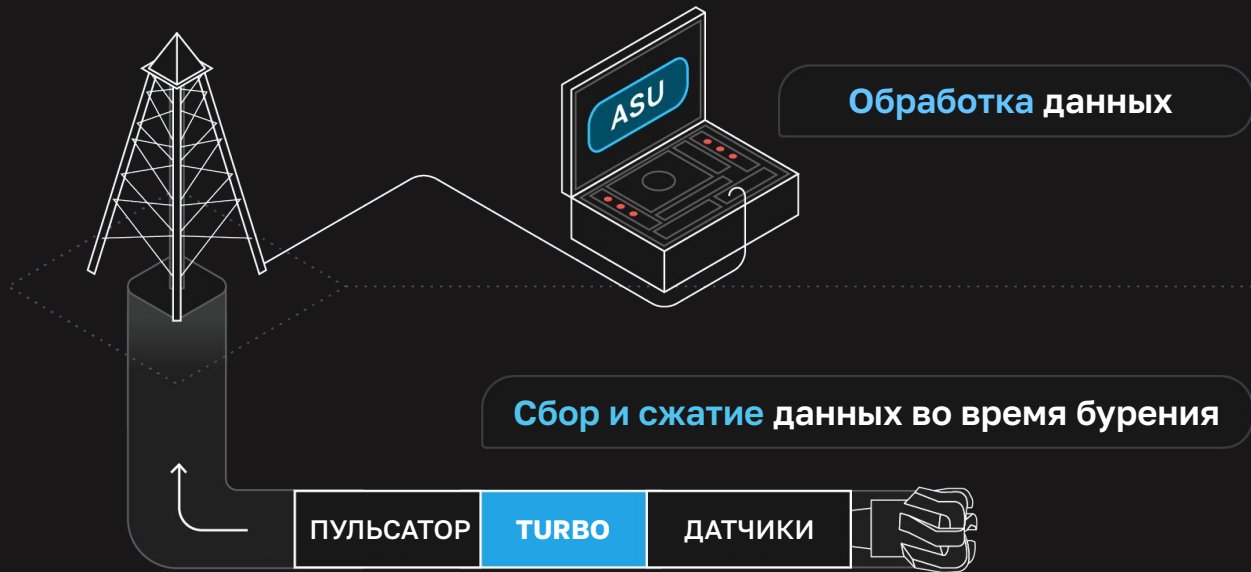 ASU
Обработка данных
Сбор и сжатие данных во время бурения
ПУЛЬСАТОР
TURBO
ДАТЧИКИ